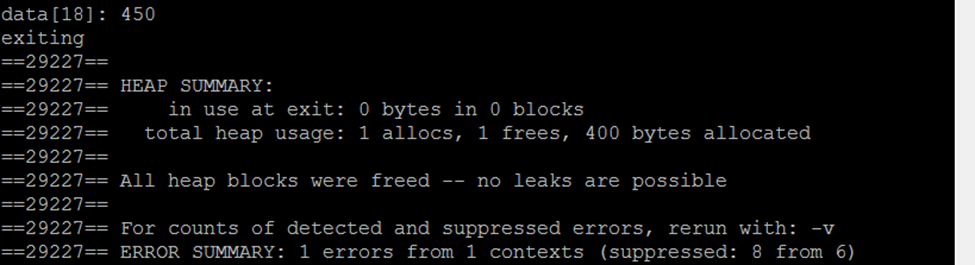 data[18]: 450
exiting
==29227==
==29227== HEAP SUMMARY:
==29227==     in use at exit: 0 bytes in 0 blocks
==29227==   total heap usage: 1 allocs, 1 frees, 400 bytes allocated
==29227==
==29227== All heap blocks were freed -- no leaks are possible
==29227==
==29227== For counts of detected and suppressed errors, rerun with: -v
==29227== ERROR SUMMARY: 1 errors from 1 contexts (suppressed: 8 from 6)